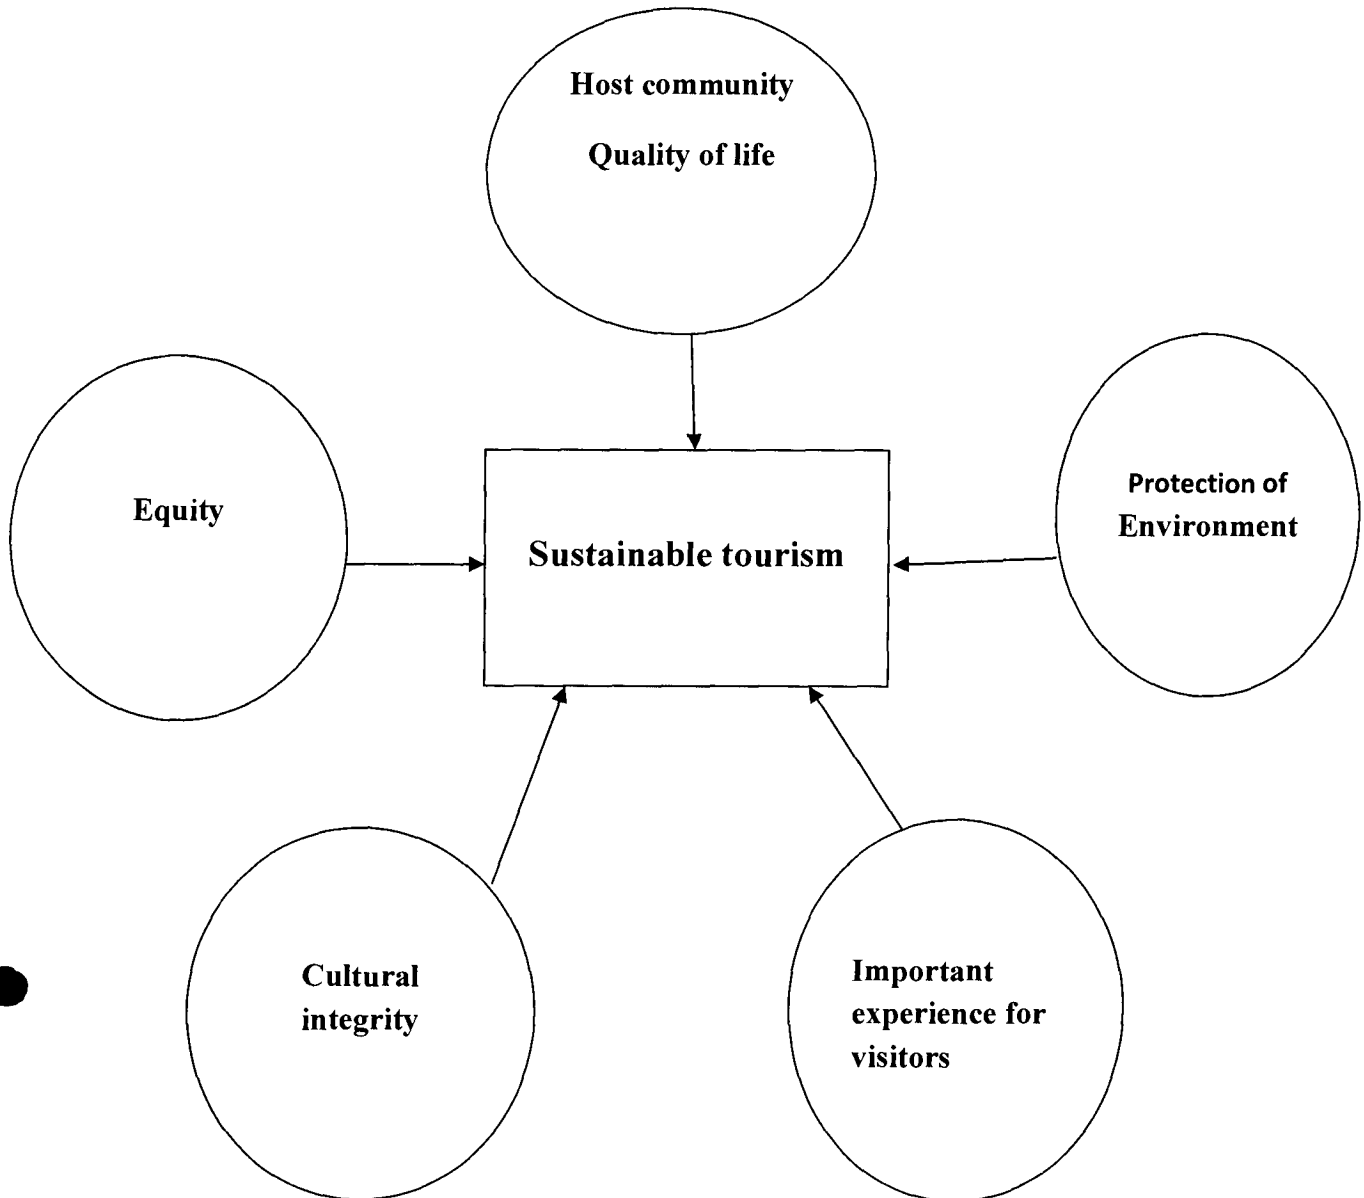 Host community
Quality of life
Equity
Sustainable tourism
Protection of
Environment
Cultural
integrity
Important
experience for
visitors